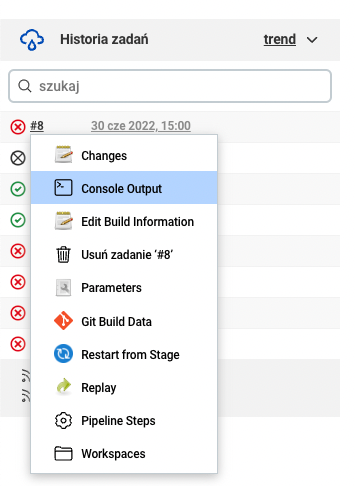 Historia zadań
trend
szukaj
#8
30 cze 2022, 15:00
Changes
Console Output
Edit Build Information
Usuń zadanie ‘#8’
Parameters
Git Build Data
Restart from Stage
Replay
Pipeline Steps
Workspaces